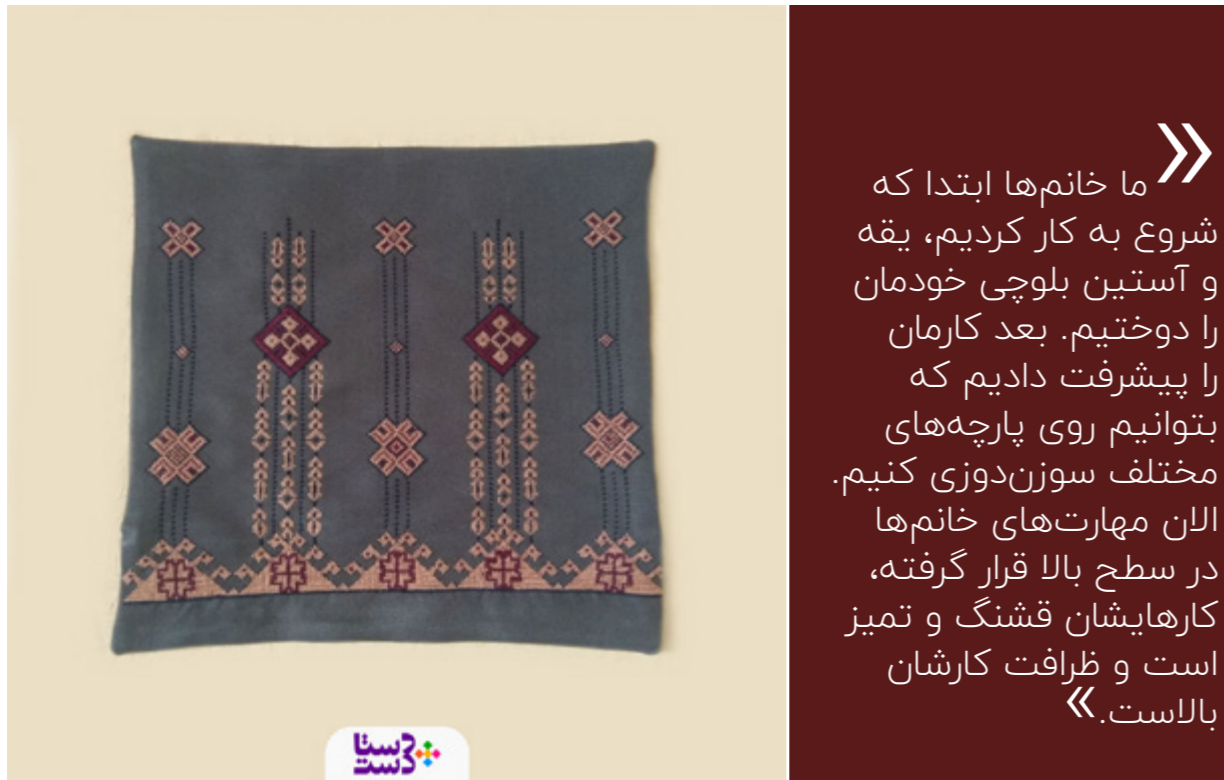 «ما خانم‌ها ابتدا که
شروع به کار کردیم، یقه
و آستین بلوچی خودمان
را دوختیم. بعد کارمان
را پیشرفت دادیم که
بتوانیم روی پارچه‌های
مختلف سوزن‌دوزی کنیم.
الان مهارت‌های خانم‌ها
در سطح بالا قرار گرفته،
کارهایشان قشنگ و تمیز
است و ظرافت کارشان
بالاست.»
دستا
دست